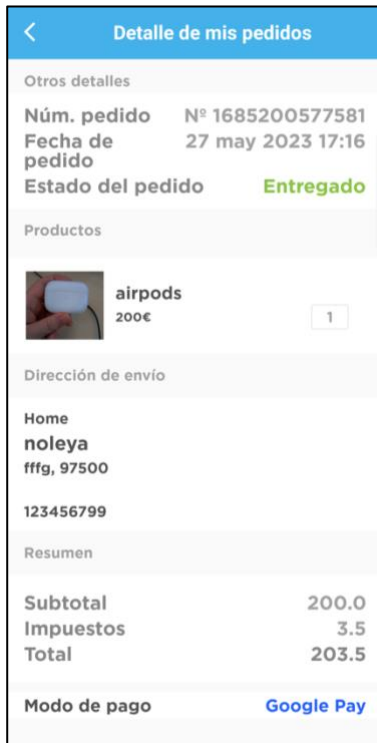 Detalle de mis pedidos
Otros detalles
Núm. pedido Nº 1685200577581
Fecha de pedido 27 may 2023 17:16
Estado del pedido Entregado
Productos
airpods
200€ 1
Dirección de envío
Home
noleya
fffg, 97500
123456799
Resumen
Subtotal 200.0
Impuestos 3.5
Total 203.5
Modo de pago Google Pay